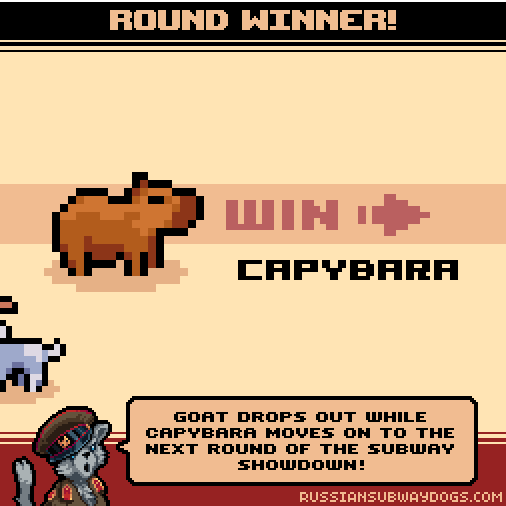 ROUND WINNER!
WIN
CAPYBARA
GOAT DROPS OUT WHILE
CAPYBARA MOVES ON TO THE
NEXT ROUND OF THE SUBWAY
SHOWDOWN!
RUSSIANSUBWAYDOGS.COM